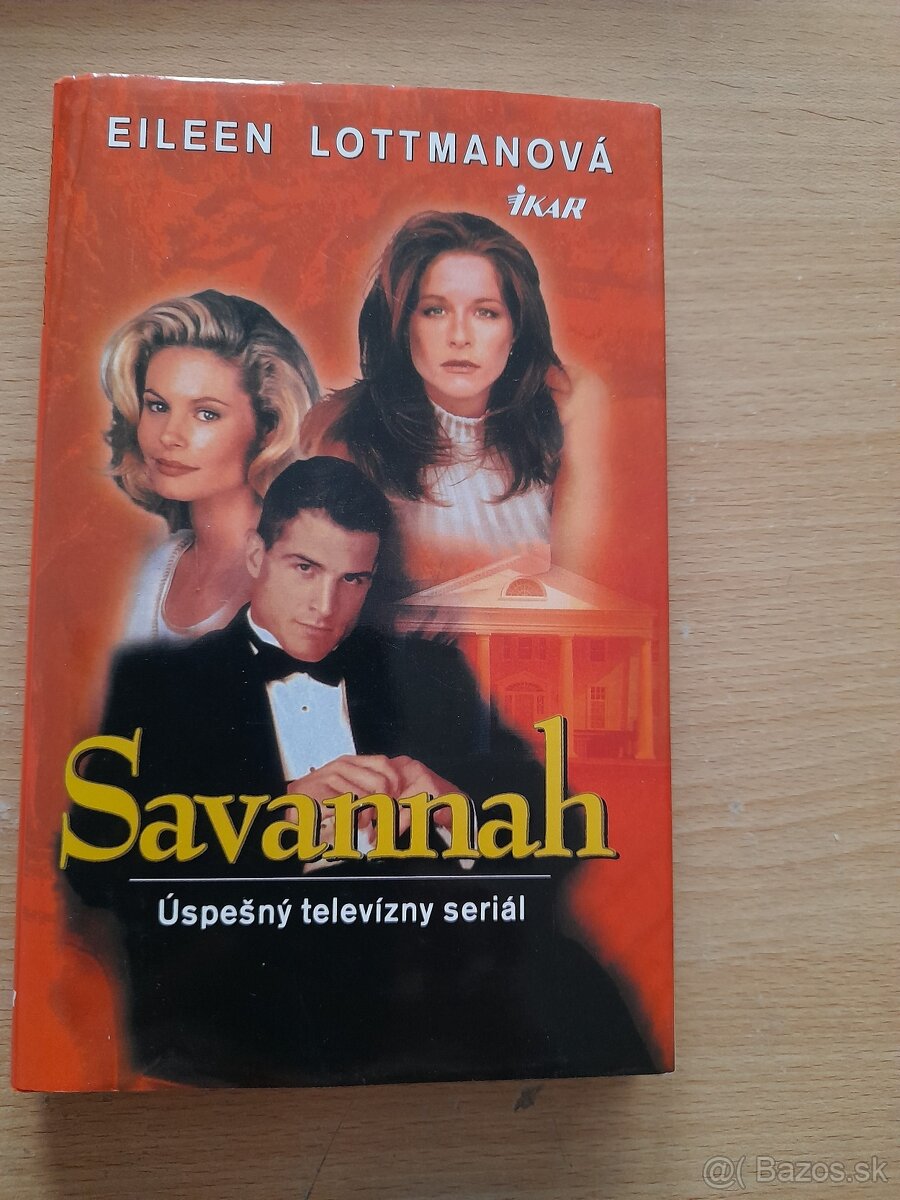 EILEEN LOTTMANOVÁ
iKAR
Savannah
Úspešný televízny seriál
@( Bazos.sk